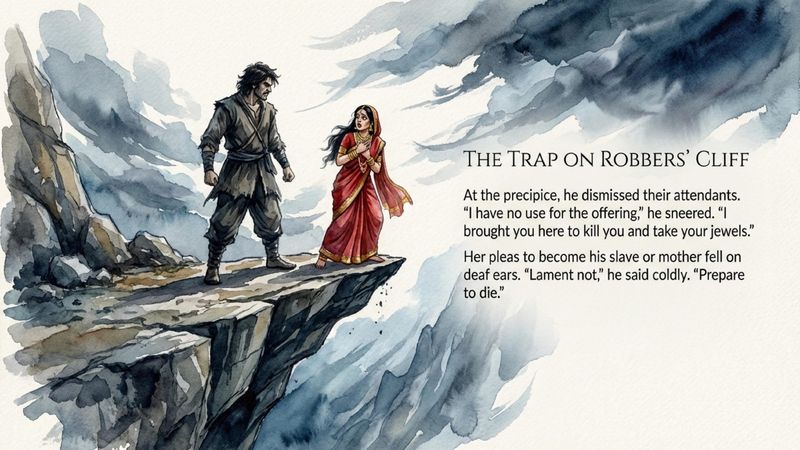 The Trap on Robbers’ Cliff
At the precipice, he dismissed their attendants.
“I have no use for the offering,” he sneered. “I
brought you here to kill you and take your jewels.”
Her pleas to become his slave or mother fell on
deaf ears. “Lament not,” he said coldly. “Prepare
to die.”